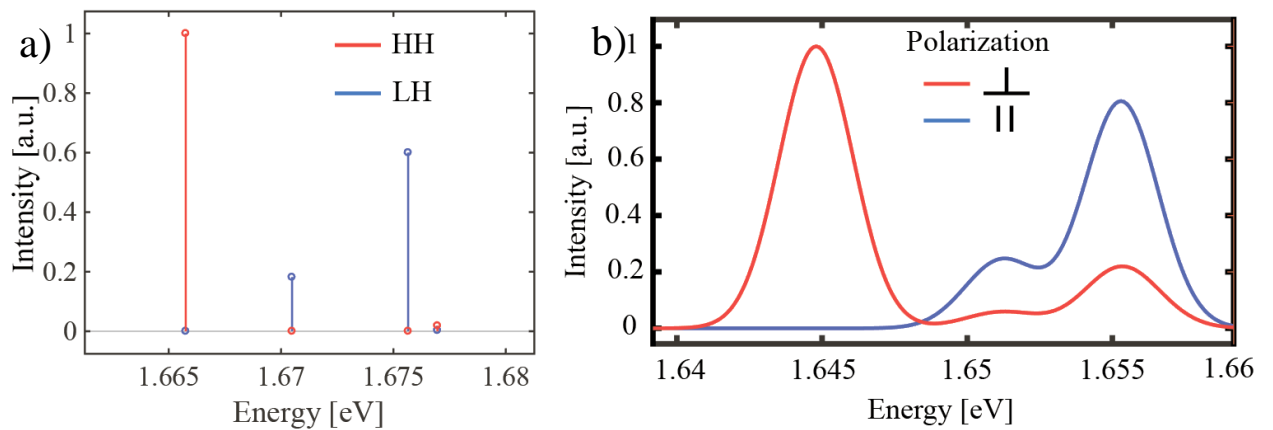 a)
HH
LH
Intensity [a.u.]
1
0.8
0.6
0.4
0.2
0
1.665
1.67
1.675
1.68
Energy [eV]
b)
Polarization
⊥
||
Intensity [a.u.]
1
0.8
0.6
0.4
0.2
0
1.64
1.645
1.65
1.655
1.66
Energy [eV]